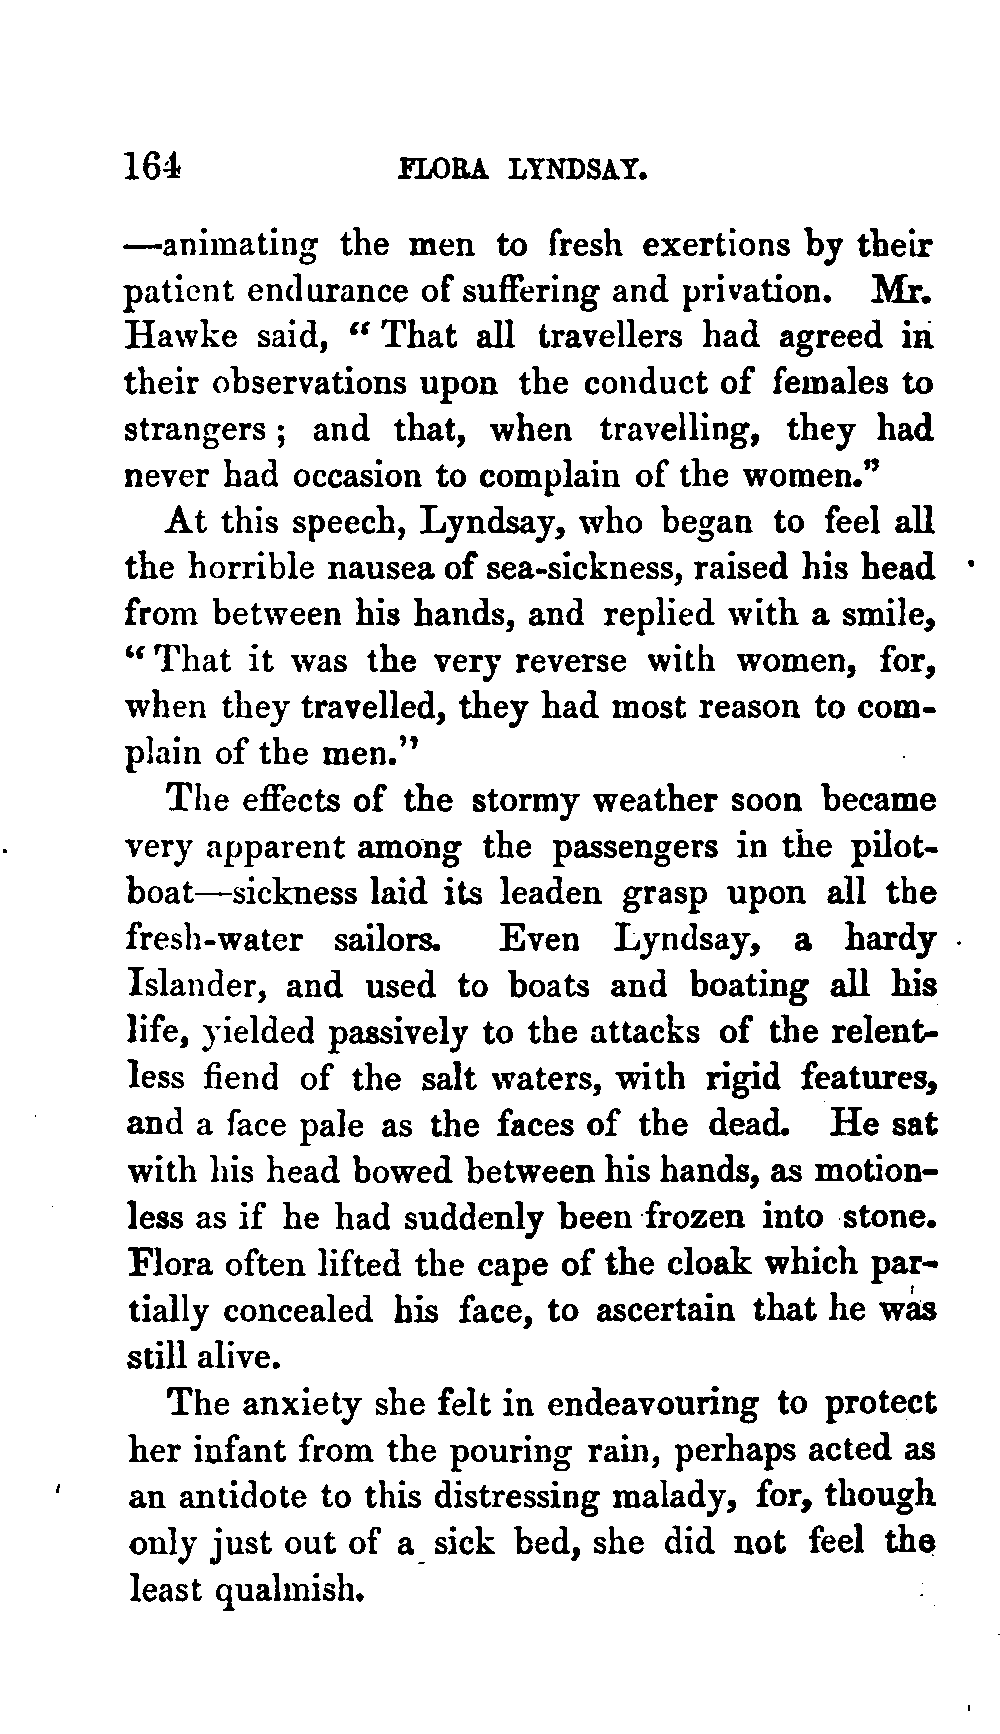 164 FLORA LYNDSAY.
—animating the men to fresh exertions by their
patient endurance of suffering and privation. Mr.
Hawke said, “ That all travellers had agreed in
their observations upon the conduct of females to
strangers ; and that, when travelling, they had
never had occasion to complain of the women.”
At this speech, Lyndsay, who began to feel all
the horrible nausea of sea-sickness, raised his head
from between his hands, and replied with a smile,
“ That it was the very reverse with women, for,
when they travelled, they had most reason to com-
plain of the men.”
The effects of the stormy weather soon became
very apparent among the passengers in the pilot-
boat—sickness laid its leaden grasp upon all the
fresh-water sailors. Even Lyndsay, a hardy
Islander, and used to boats and boating all his
life, yielded passively to the attacks of the relent-
less fiend of the salt waters, with rigid features,
and a face pale as the faces of the dead. He sat
with his head bowed between his hands, as motion-
less as if he had suddenly been frozen into stone.
Flora often lifted the cape of the cloak which par-
tially concealed his face, to ascertain that he was
still alive.
The anxiety she felt in endeavouring to protect
her infant from the pouring rain, perhaps acted as
an antidote to this distressing malady, for, though
only just out of a sick bed, she did not feel the
least qualmish.